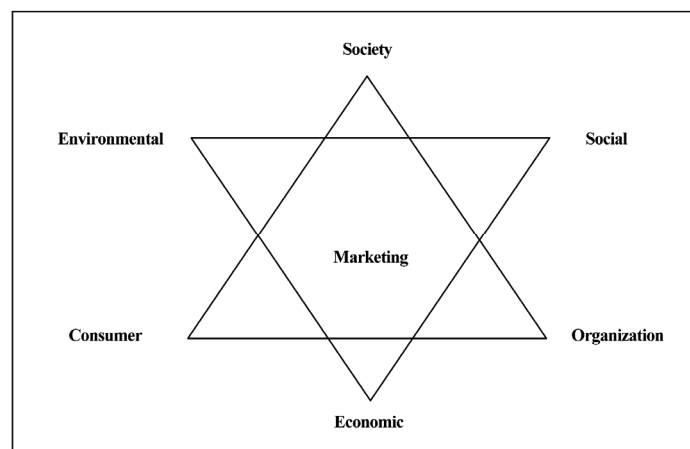 Society
Environmental
Social
Marketing
Consumer
Organization
Economic